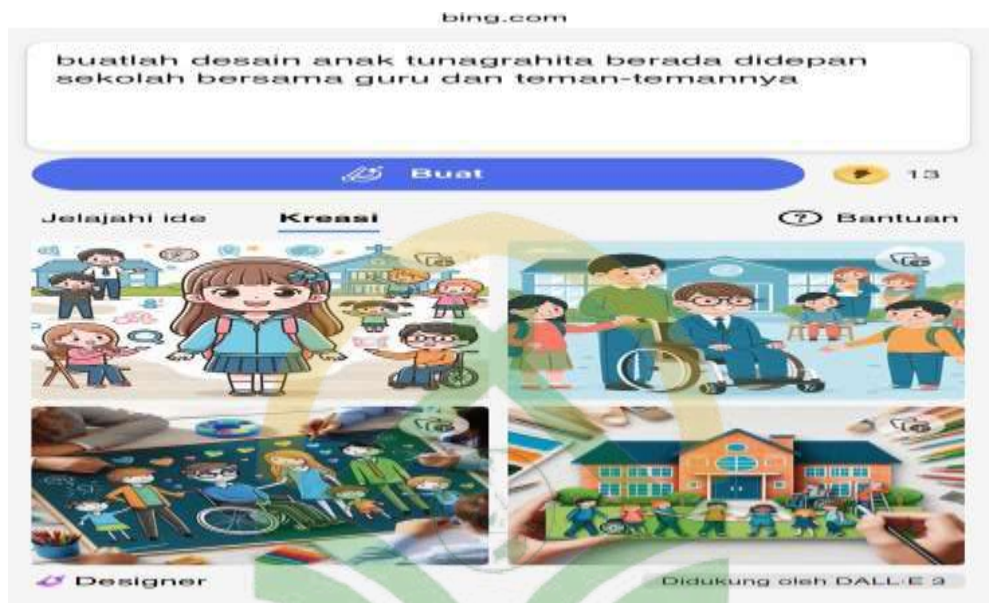 bing.com
buatlah desain anak tunagrahita berada didepan
sekolah bersama guru dan teman-temannya
Buat
13
Jelajahi ide Kreasi
Bantuan
Designer
Didukung oleh DALL·E 3